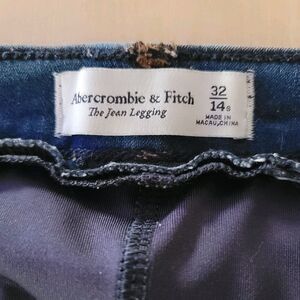 Abercrombie & Fitch
The Jean Legging
32
14s
MADE IN
MACAU, CHINA